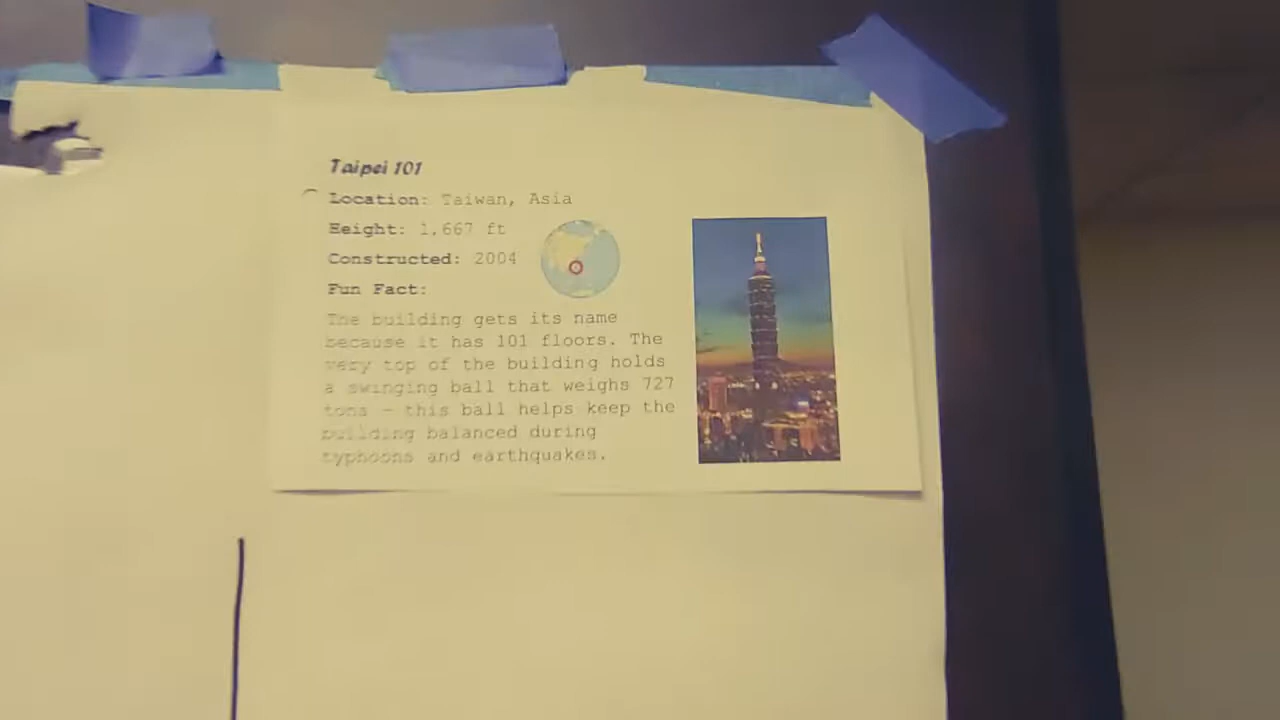 Taipei 101
Location: Taiwan, Asia
Height: 1,667 ft
Constructed: 2004
Fun Fact:
The building gets its name
because it has 101 floors. The
very top of the building holds
a swinging ball that weighs 727
tons – this ball helps keep the
building balanced during
typhoons and earthquakes.